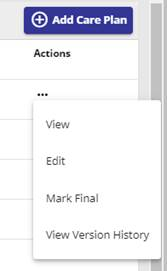 Add Care Plan
Actions
...
View
Edit
Mark Final
View Version History